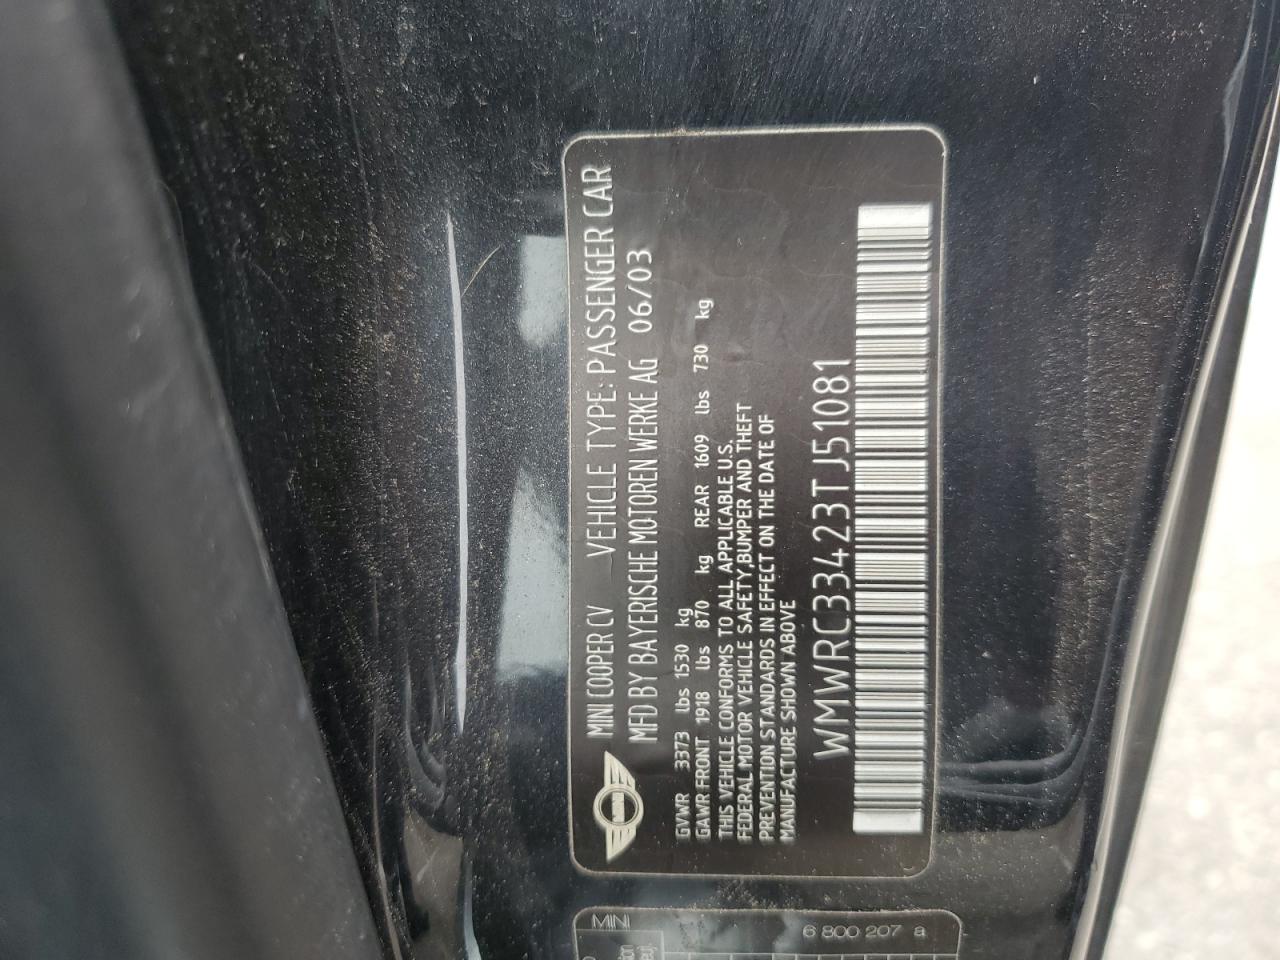 MINI COOPER CV VEHICLE TYPE: PASSENGER CAR
MFD BY BAYERISCHE MOTOREN WERKE AG 06/03
GVWR 3373 lbs 1530 kg
GAWR FRONT 1918 lbs 870 kg REAR 1609 lbs 730 kg
THIS VEHICLE CONFORMS TO ALL APPLICABLE U.S.
FEDERAL MOTOR VEHICLE SAFETY,BUMPER AND THEFT
PREVENTION STANDARDS IN EFFECT ON THE DATE OF
MANUFACTURE SHOWN ABOVE
WMWRC33423TJ51081
MINI
6 800 207 a